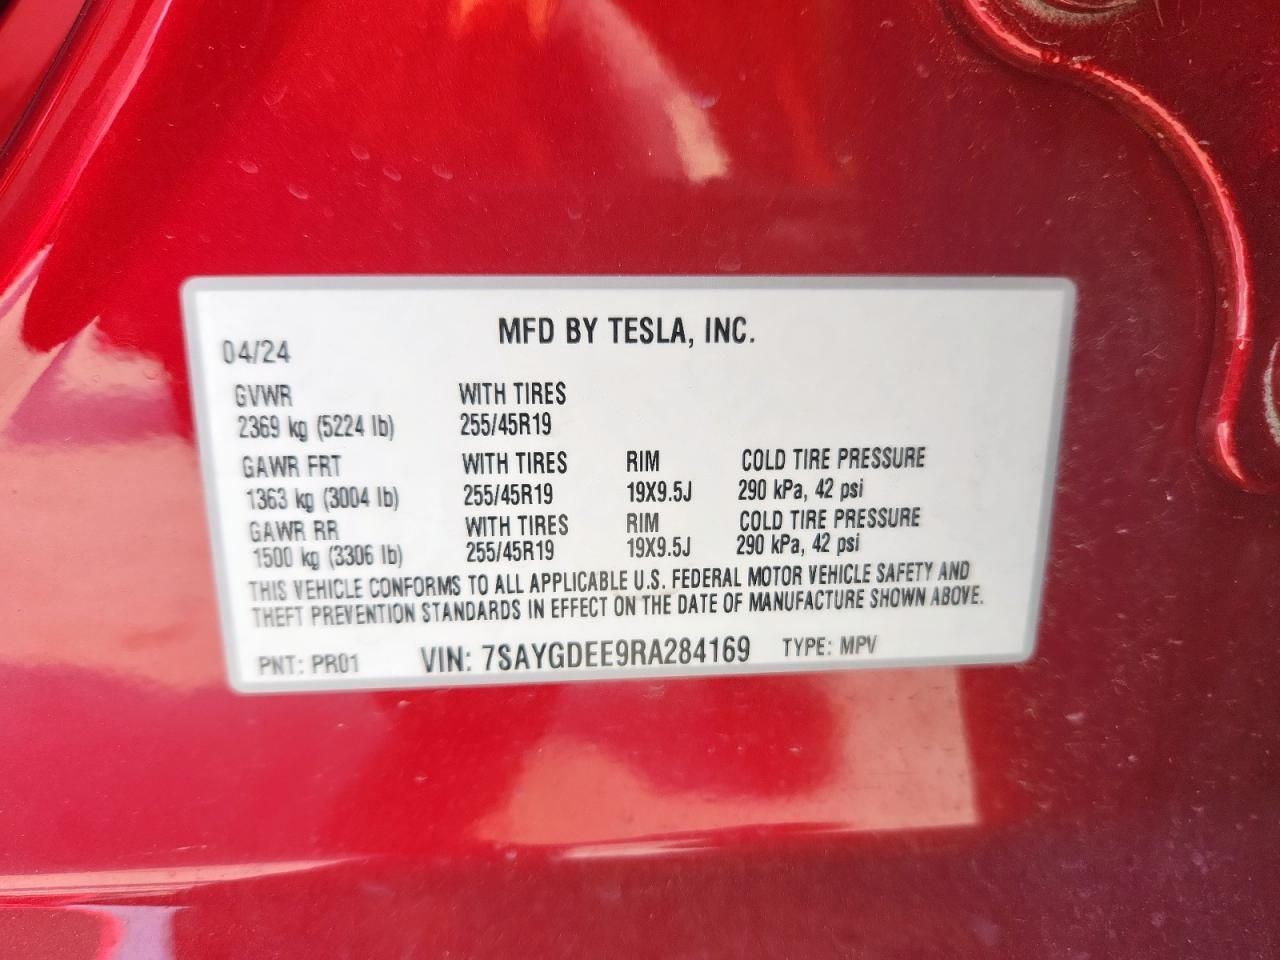 MFD BY TESLA, INC.
04/24
GVWR WITH TIRES
2369 kg (5224 lb) 255/45R19
GAWR FRT WITH TIRES RIM COLD TIRE PRESSURE
1363 kg (3004 lb) 255/45R19 19X9.5J 290 kPa, 42 psi
GAWR RR WITH TIRES RIM COLD TIRE PRESSURE
1500 kg (3306 lb) 255/45R19 19X9.5J 290 kPa, 42 psi
THIS VEHICLE CONFORMS TO ALL APPLICABLE U.S. FEDERAL MOTOR VEHICLE SAFETY AND
THEFT PREVENTION STANDARDS IN EFFECT ON THE DATE OF MANUFACTURE SHOWN ABOVE.
PNT: PR01 VIN: 7SAYGDEE9RA284169 TYPE: MPV